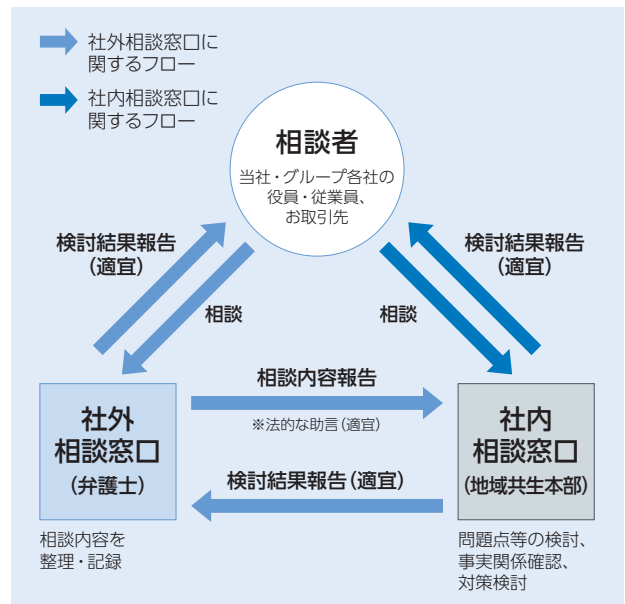 社外相談窓口に
関するフロー
社内相談窓口に
関するフロー
相談者
当社・グループ各社の
役員・従業員、
お取引先
検討結果報告
（適宜）
相談
検討結果報告
（適宜）
相談
相談内容報告
※法的な助言（適宜）
検討結果報告（適宜）
社外
相談窓口
（弁護士）
相談内容を
整理・記録
社内
相談窓口
（地域共生本部）
問題点等の検討、
事実関係確認、
対策検討